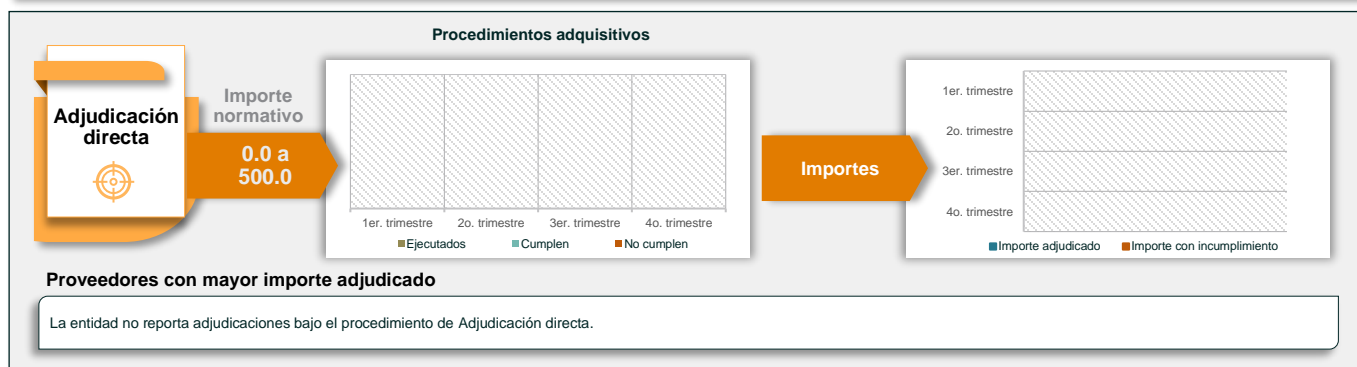 Procedimientos adquisitivos
Adjudicación
directa
Importe
normativo
0.0 a
500.0
1er. trimestre
2o. trimestre
3er. trimestre
4o. trimestre
Ejecutados
Cumplen
No cumplen
Importes
1er. trimestre
2o. trimestre
3er. trimestre
4o. trimestre
Importe adjudicado
Importe con incumplimiento
Proveedores con mayor importe adjudicado
La entidad no reporta adjudicaciones bajo el procedimiento de Adjudicación directa.